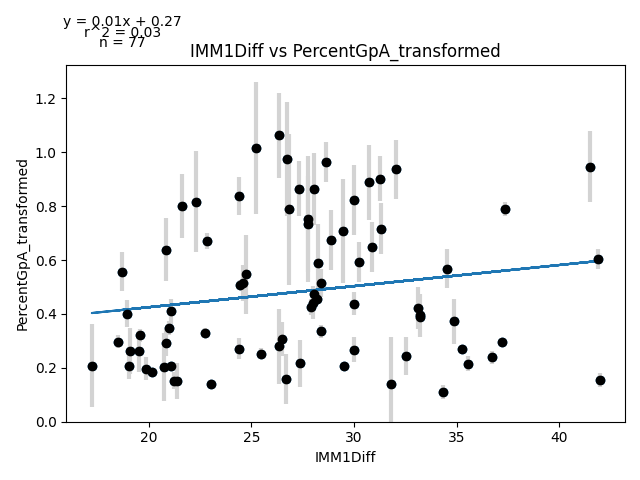 y = 0.01x + 0.27
r^2 = 0.03
n = 77
IMM1Diff vs PercentGpA_transformed
PercentGpA_transformed
1.2
1.0
0.8
0.6
0.4
0.2
0.0
20
25
30
35
40
IMM1Diff